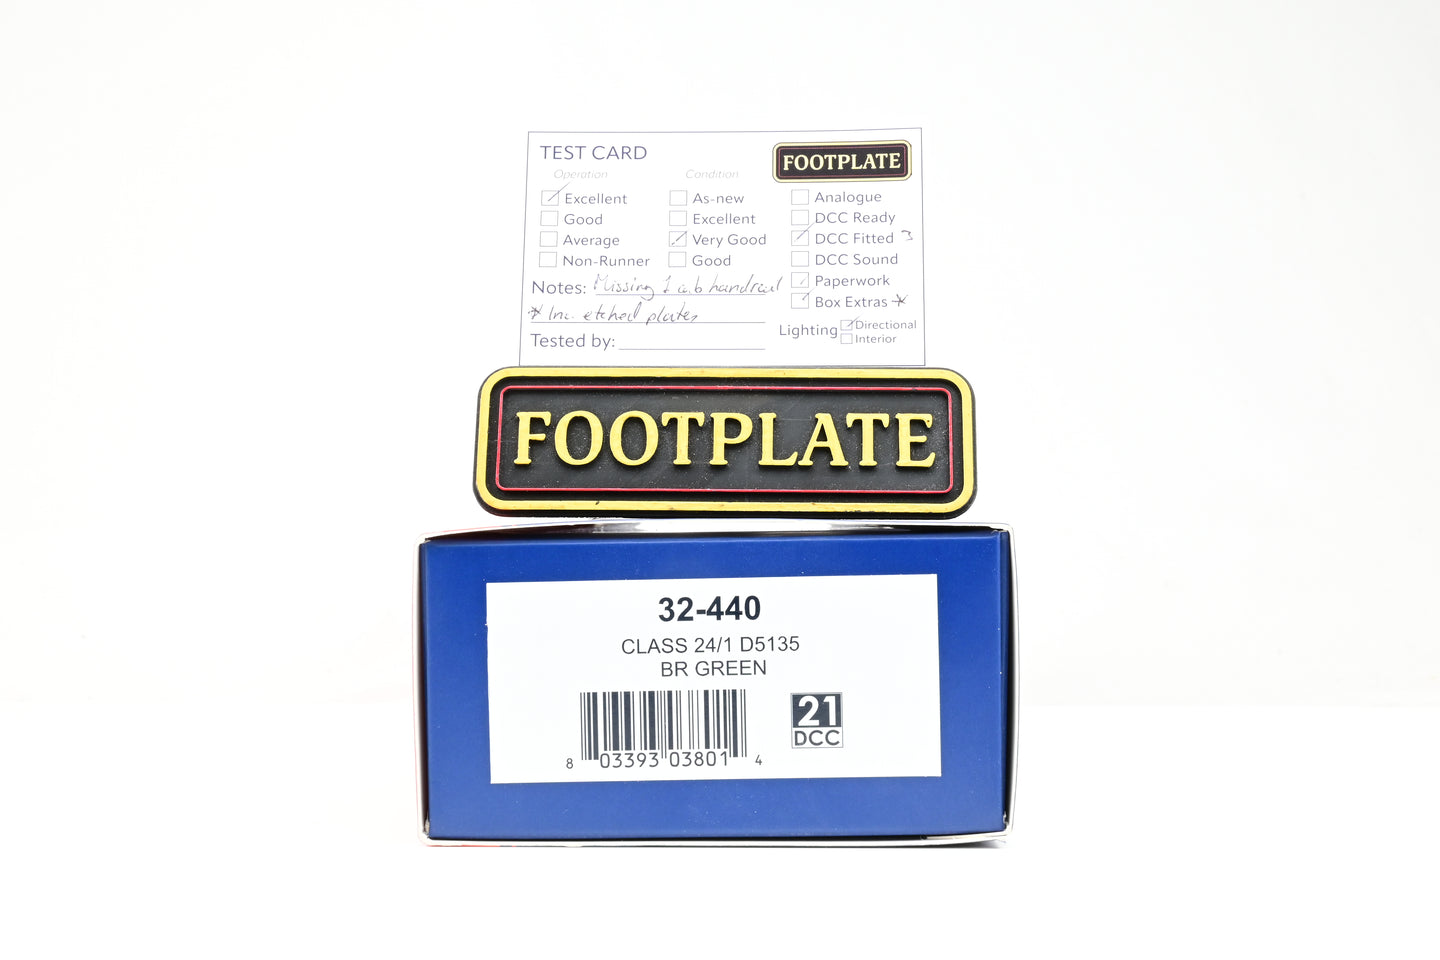 TEST CARD
FOOTPLATE
Operation
Excellent
Good
Average
Non-Runner
Condition
As-new
Excellent
Very Good
Good
Analogue
DCC Ready
DCC Fitted 3
DCC Sound
Paperwork
Box Extras *
Notes: Missing 1 cab handrail
* Inc. etched plates
Tested by:
Lighting
Directional
Interior
FOOTPLATE
32-440
CLASS 24/1 D5135
BR GREEN
21
DCC
8 03393 03801 4